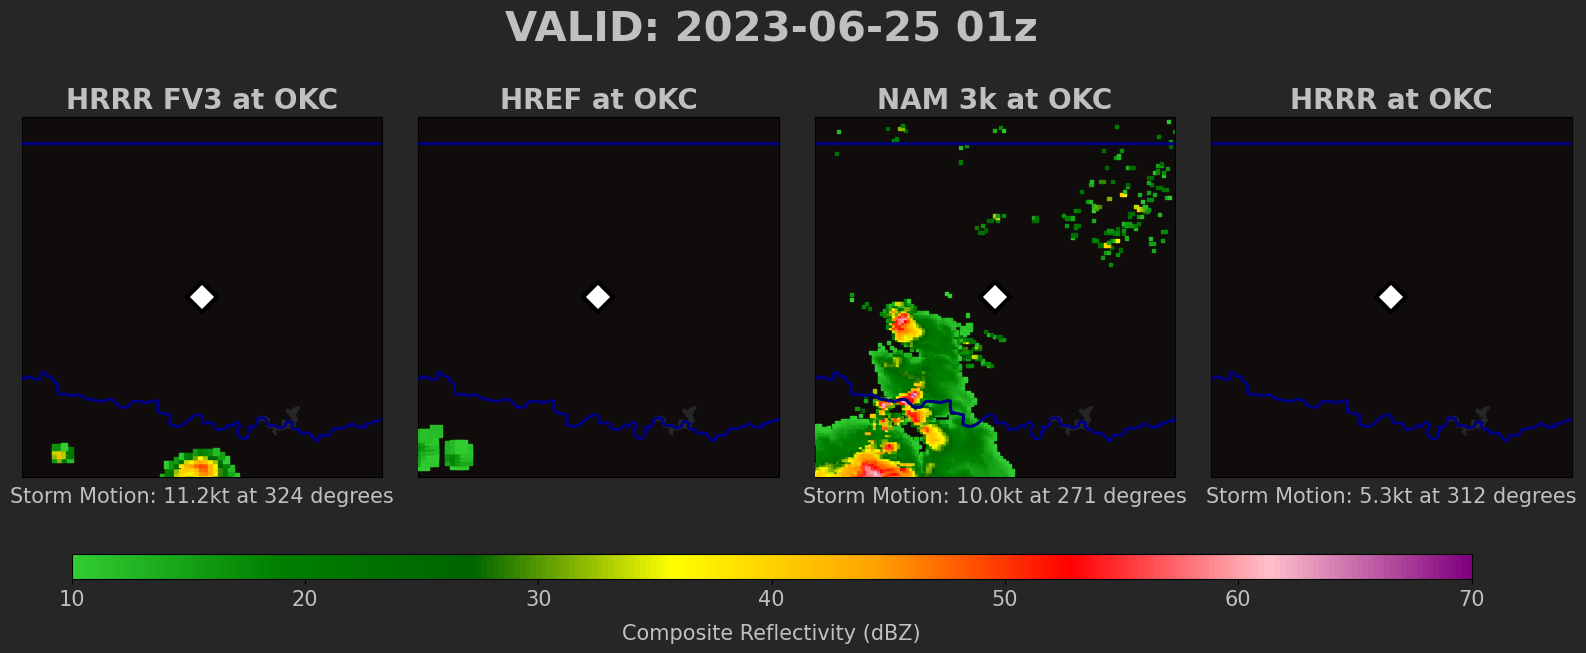 VALID: 2023-06-25 01z
HRRR FV3 at OKC
HREF at OKC
NAM 3k at OKC
HRRR at OKC
Storm Motion: 11.2kt at 324 degrees
Storm Motion: 10.0kt at 271 degrees
Storm Motion: 5.3kt at 312 degrees
10 20 30 40 50 60 70
Composite Reflectivity (dBZ)